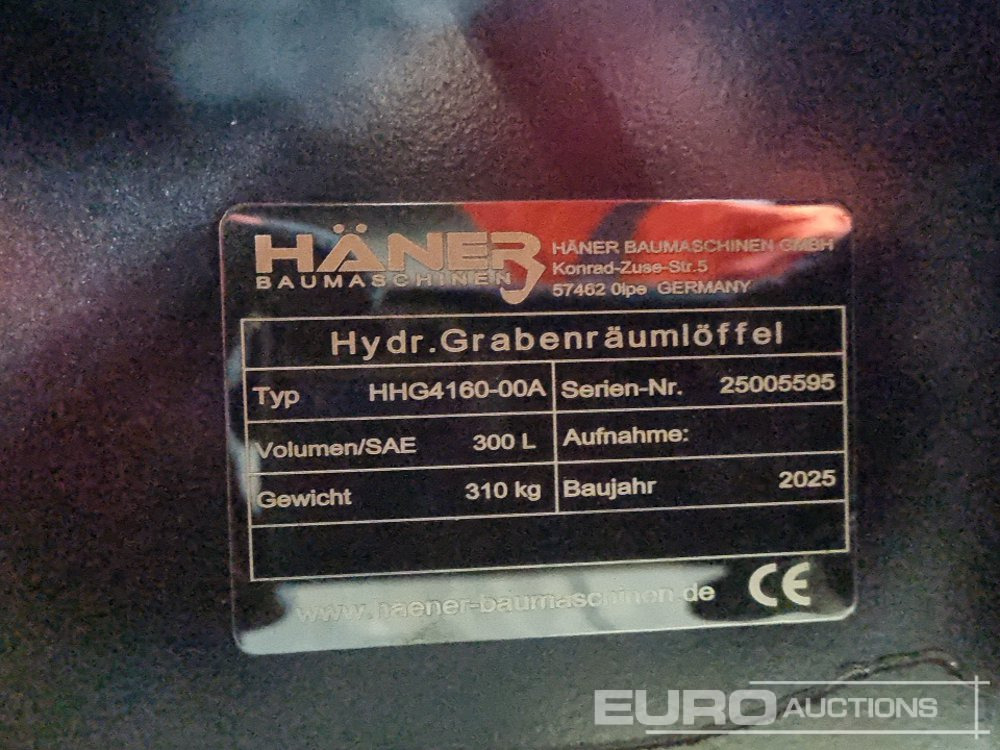 HÄNER
BAUMASCHINEN
HÄNER BAUMASCHINEN GMBH
Konrad-Zuse-Str.5
57462 Olpe GERMANY
Hydr.Grabenräumlöffel
Typ HHG4160-00A Serien-Nr. 25005595
Volumen/SAE 300 L Aufnahme:
Gewicht 310 kg Baujahr 2025
www.haener-baumaschinen.de CE
EURO AUCTIONS